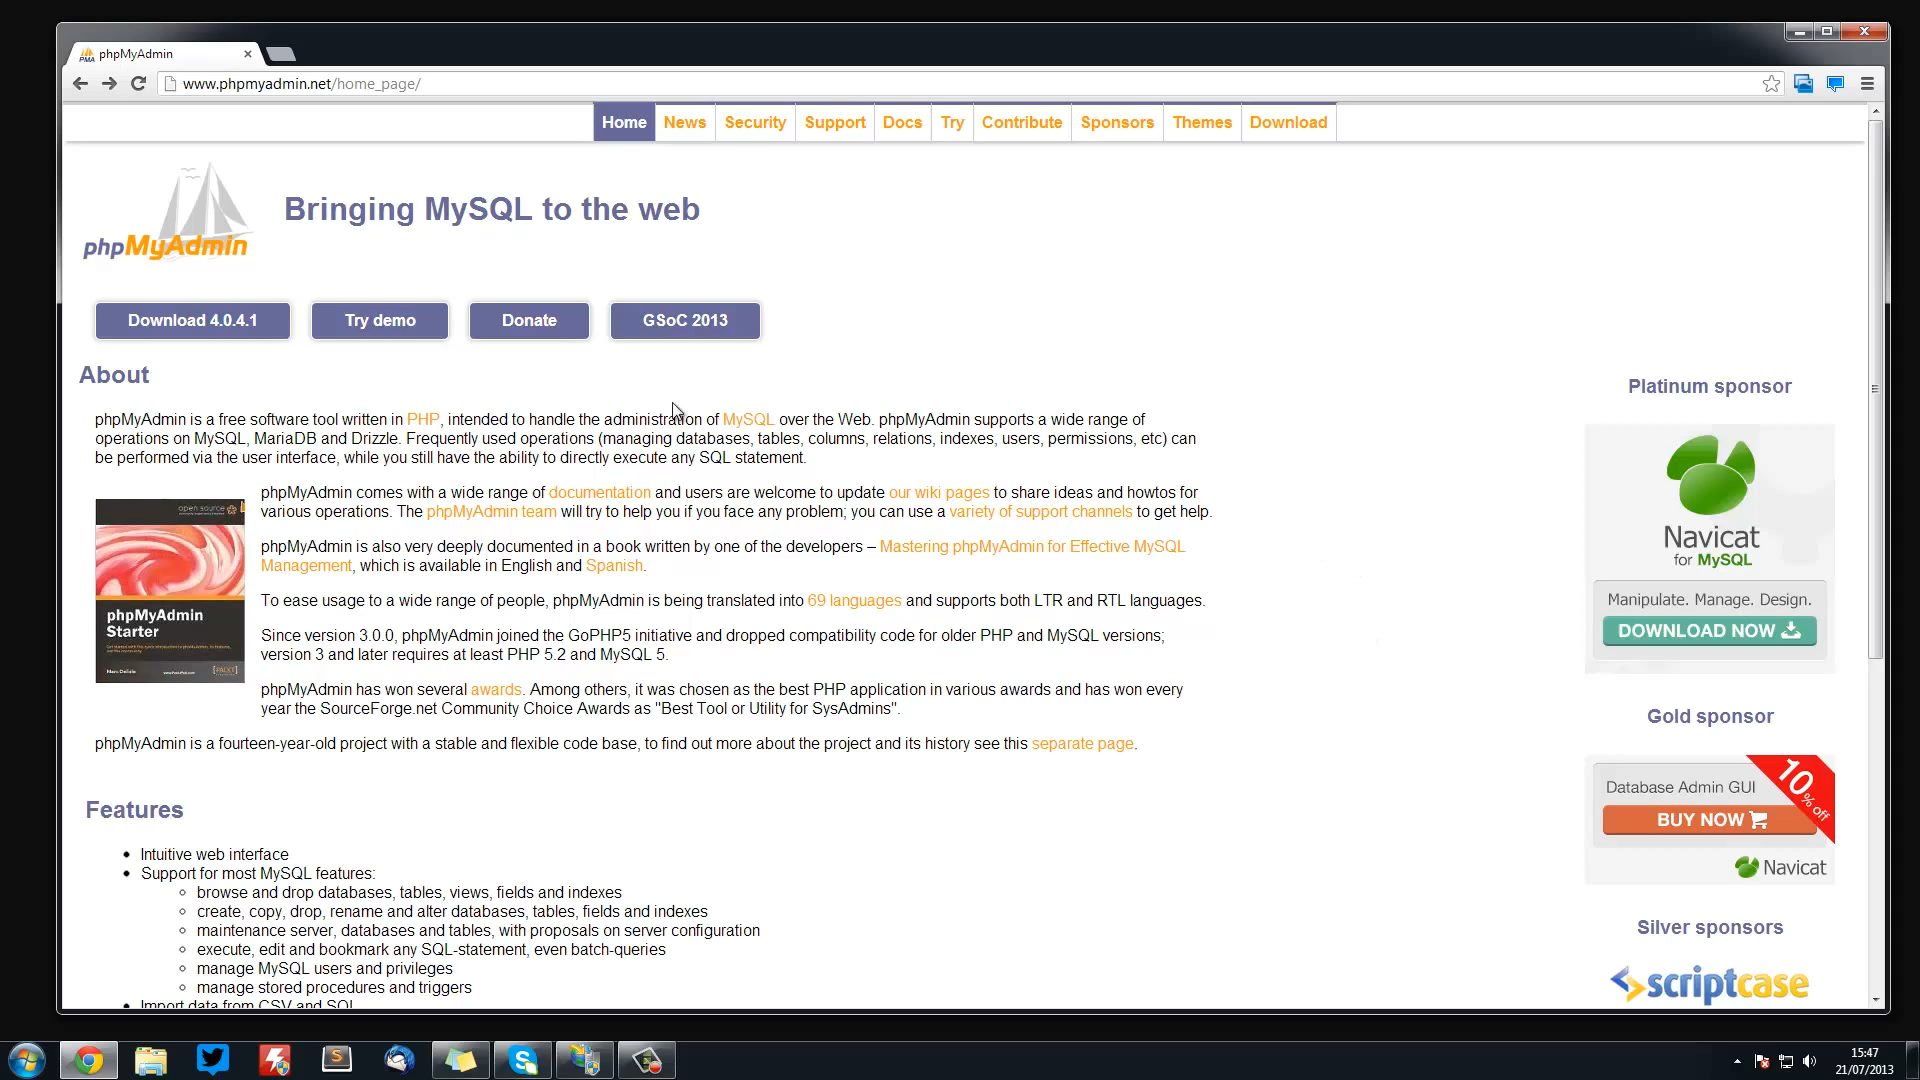 phpMyAdmin
www.phpmyadmin.net/home_page/
Home News Security Support Docs Try Contribute Sponsors Themes Download
phpMyAdmin
Bringing MySQL to the web
Download 4.0.4.1
Try demo
Donate
GSoC 2013
About
phpMyAdmin is a free software tool written in PHP, intended to handle the administration of MySQL over the Web. phpMyAdmin supports a wide range of
operations on MySQL, MariaDB and Drizzle. Frequently used operations (managing databases, tables, columns, relations, indexes, users, permissions, etc) can
be performed via the user interface, while you still have the ability to directly execute any SQL statement.
open source
phpMyAdmin
Starter
Marc Delisle
[PACKT]
phpMyAdmin comes with a wide range of documentation and users are welcome to update our wiki pages to share ideas and howtos for
various operations. The phpMyAdmin team will try to help you if you face any problem; you can use a variety of support channels to get help.
phpMyAdmin is also very deeply documented in a book written by one of the developers – Mastering phpMyAdmin for Effective MySQL
Management, which is available in English and Spanish.
To ease usage to a wide range of people, phpMyAdmin is being translated into 69 languages and supports both LTR and RTL languages.
Since version 3.0.0, phpMyAdmin joined the GoPHP5 initiative and dropped compatibility code for older PHP and MySQL versions;
version 3 and later requires at least PHP 5.2 and MySQL 5.
phpMyAdmin has won several awards. Among others, it was chosen as the best PHP application in various awards and has won every
year the SourceForge.net Community Choice Awards as "Best Tool or Utility for SysAdmins".
phpMyAdmin is a fourteen-year-old project with a stable and flexible code base, to find out more about the project and its history see this separate page.
Features
• Intuitive web interface
• Support for most MySQL features:
◦ browse and drop databases, tables, views, fields and indexes
◦ create, copy, drop, rename and alter databases, tables, fields and indexes
◦ maintenance server, databases and tables, with proposals on server configuration
◦ execute, edit and bookmark any SQL-statement, even batch-queries
◦ manage MySQL users and privileges
◦ manage stored procedures and triggers
• Import data from CSV and SQL
Platinum sponsor
Navicat
for MySQL
Manipulate. Manage. Design.
DOWNLOAD NOW
Gold sponsor
10% off
Database Admin GUI
BUY NOW
Navicat
Silver sponsors
scriptcase
15:47
21/07/2013